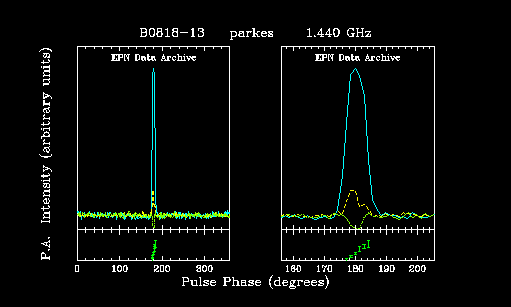 B0818-13 parkes 1.440 GHz
EPN Data Archive EPN Data Archive
Intensity (arbitrary units)
P.A.
0 100 200 300 160 170 180 190 200
Pulse Phase (degrees)